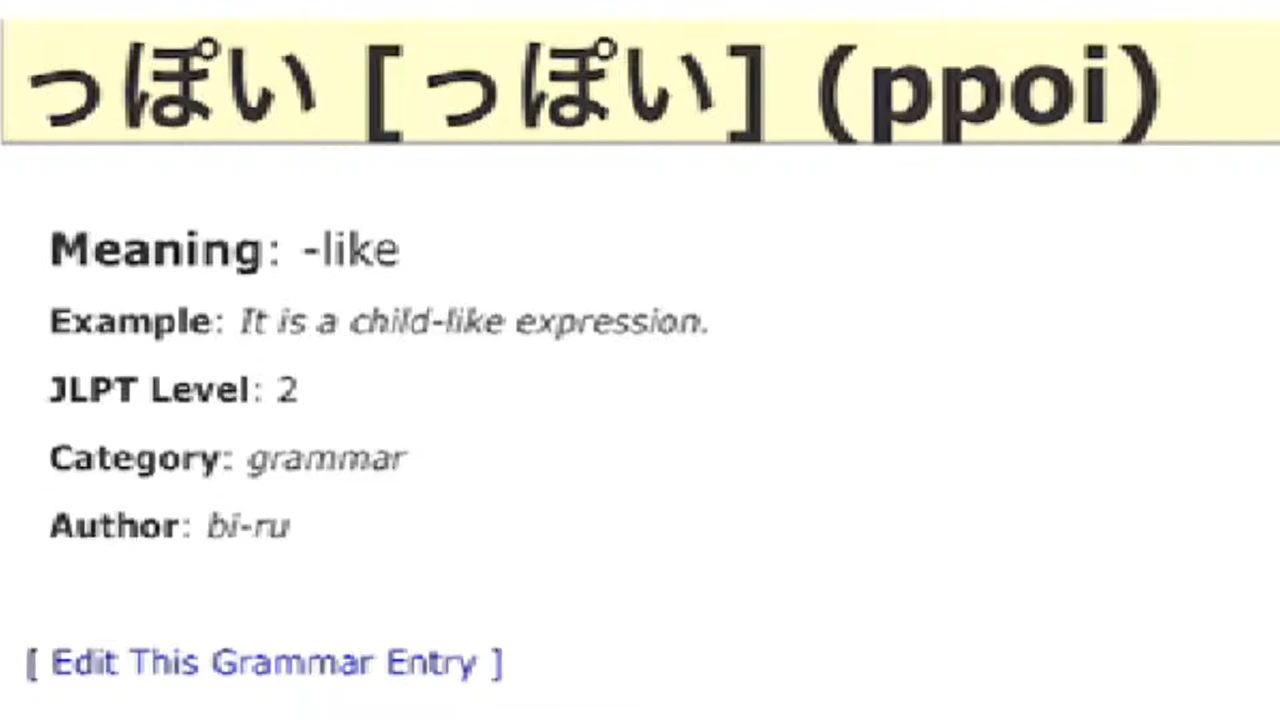 っぽい [っぽい] (ppoi)
Meaning: -like
Example: It is a child-like expression.
JLPT Level: 2
Category: grammar
Author: bi-ru
[ Edit This Grammar Entry ]